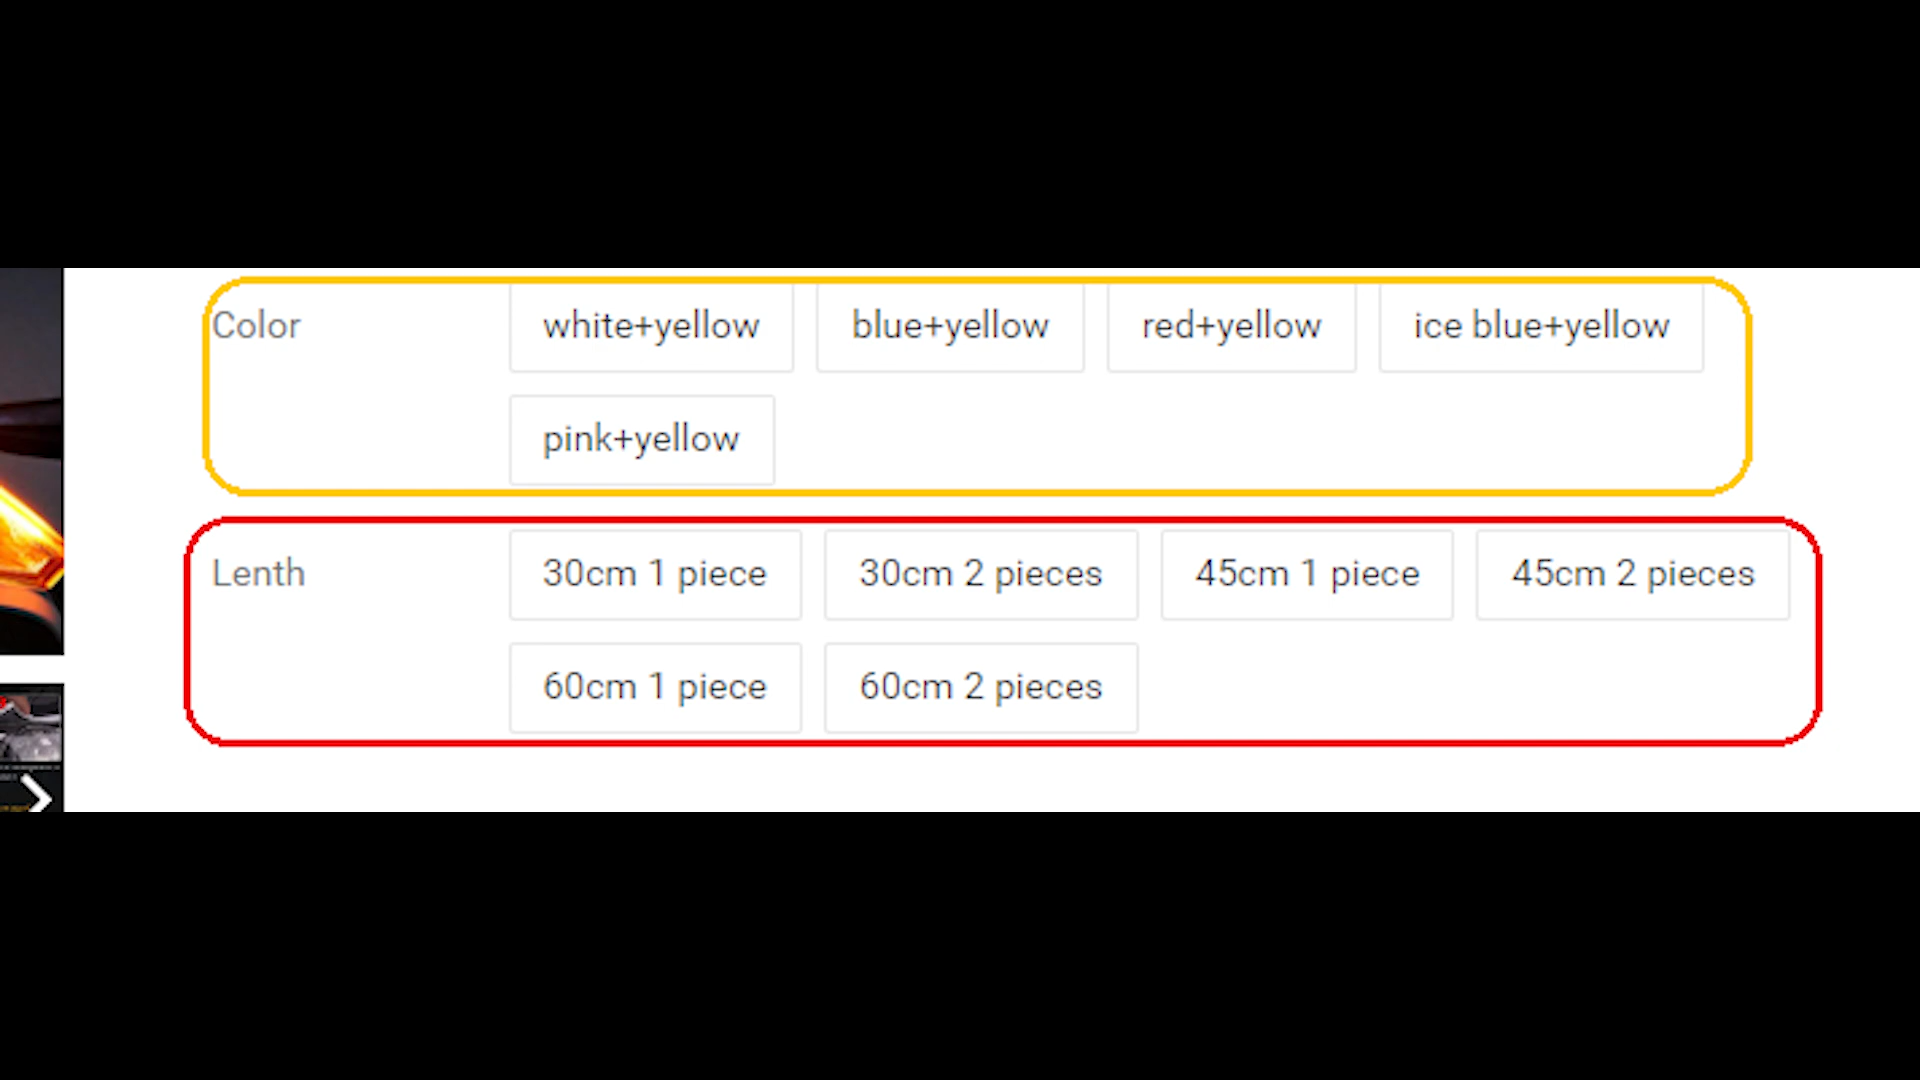 Color white+yellow blue+yellow red+yellow ice blue+yellow
pink+yellow
Lenth 30cm 1 piece 30cm 2 pieces 45cm 1 piece 45cm 2 pieces
60cm 1 piece 60cm 2 pieces